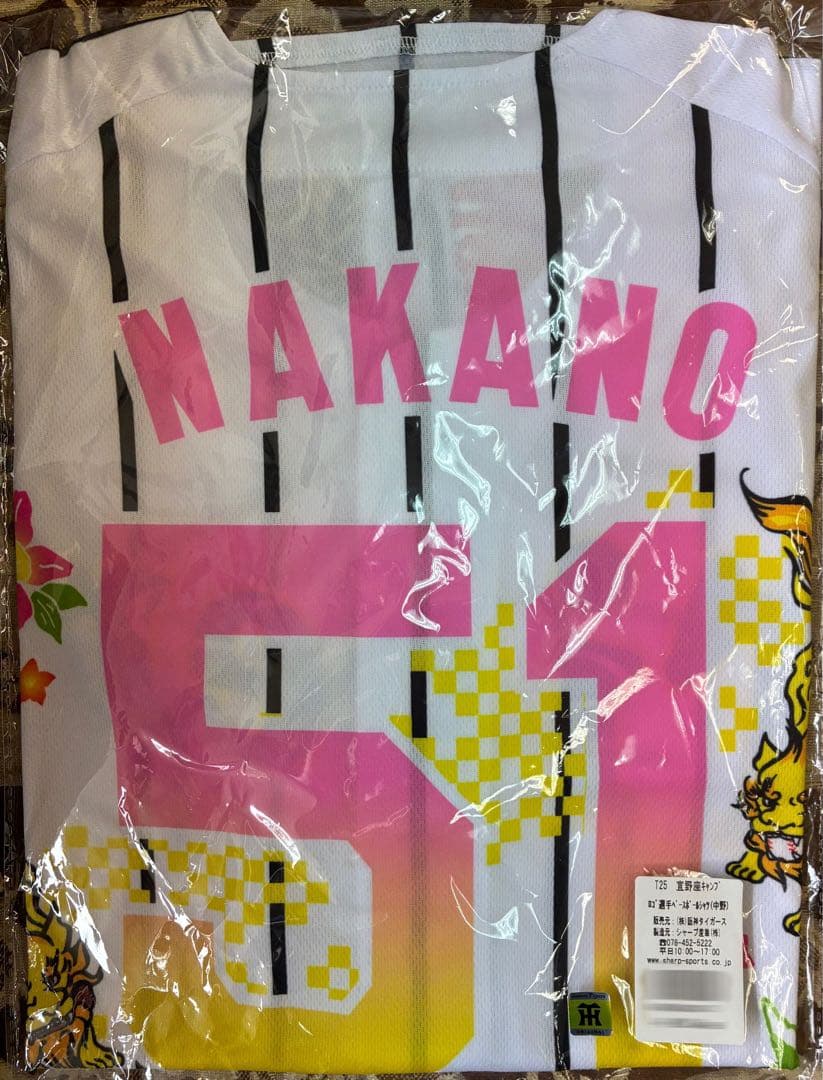 NAKANO
51
T25 宜野座キャンプ
ロゴ選手ベースボールシャツ(中野)
販売元:(株)阪神タイガース
製造元:シャープ産業(株)
☎078-452-5222
平日10:00~17:00
www.sharp-sports.co.jp